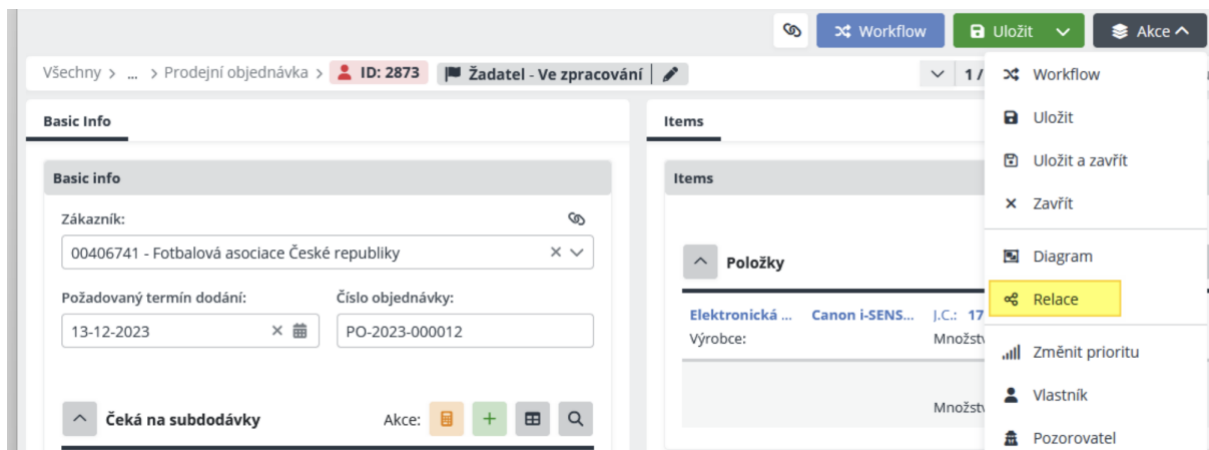 Workflow
Uložit
Akce
Všechny > ... > Prodejní objednávka > ID: 2873 Žadatel - Ve zpracování
1 /
Basic Info
Basic info
Zákazník:
00406741 - Fotbalová asociace České republiky
Požadovaný termín dodání:
Číslo objednávky:
13-12-2023
PO-2023-000012
Čeká na subdodávky
Akce:
Items
Items
Položky
Elektronická ... Canon i-SENS... J.C.: 17
Výrobce:
Workflow
Uložit
Uložit a zavřít
Zavřít
Diagram
Relace
Změnit prioritu
Vlastník
Pozorovatel